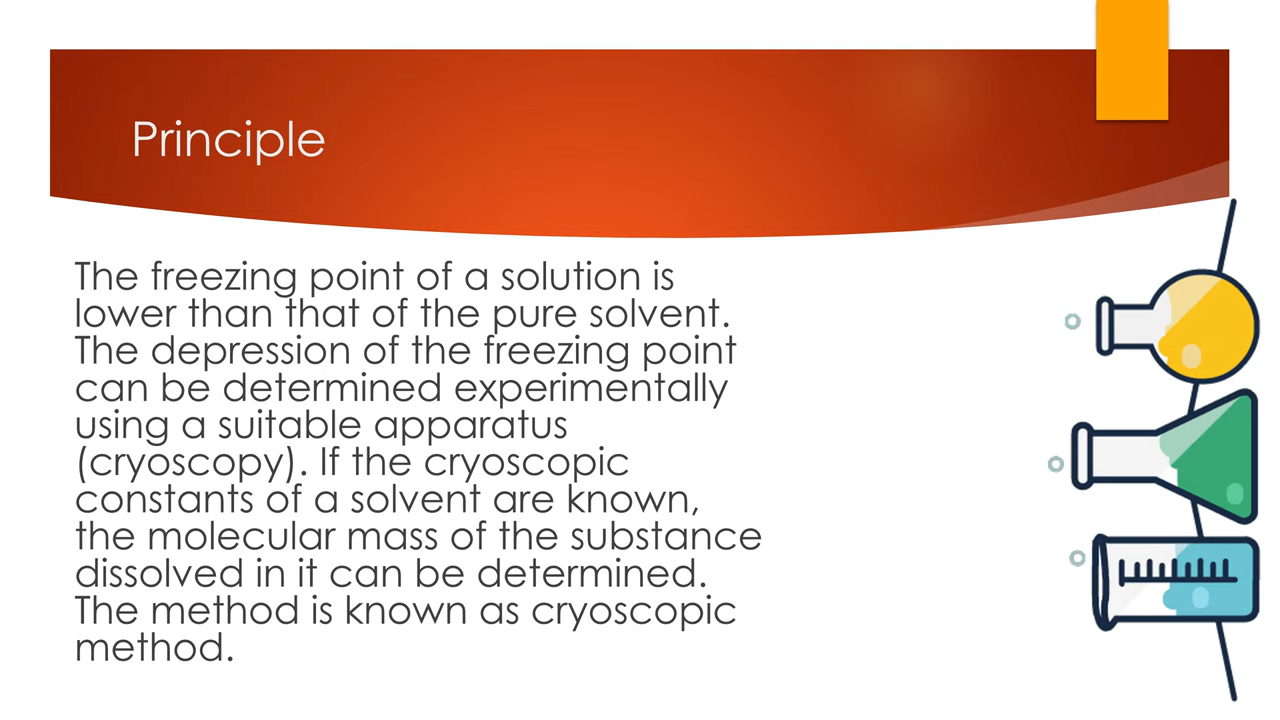 Principle
The freezing point of a solution is
lower than that of the pure solvent.
The depression of the freezing point
can be determined experimentally
using a suitable apparatus
(cryoscopy). If the cryoscopic
constants of a solvent are known,
the molecular mass of the substance
dissolved in it can be determined.
The method is known as cryoscopic
method.